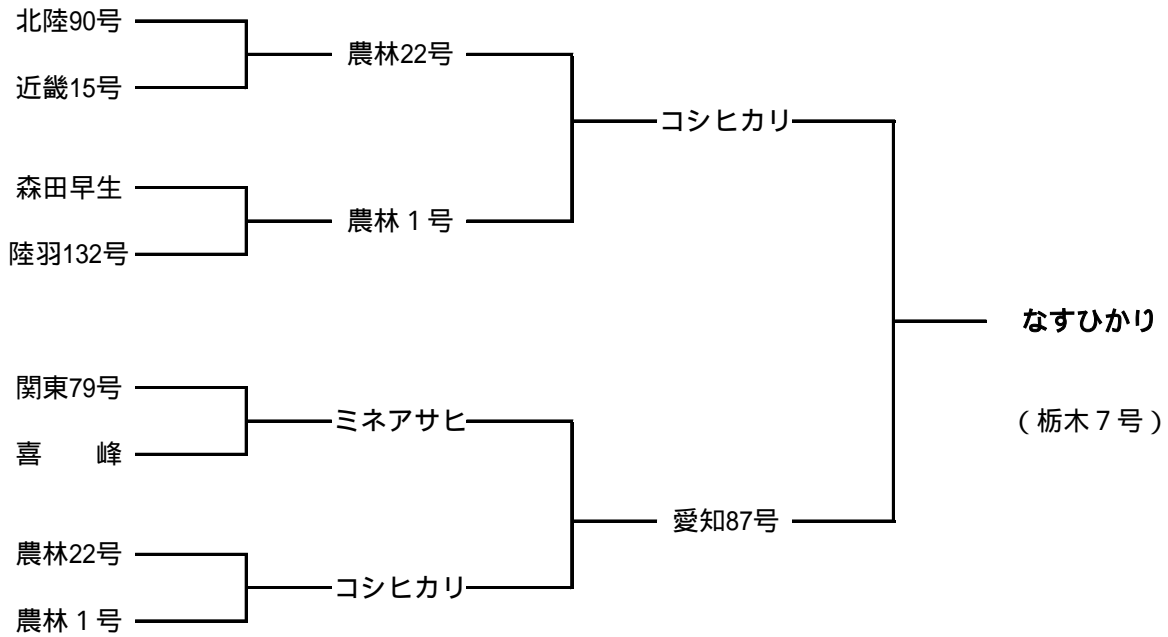 北陸90号
農林22号
近畿15号
コシヒカリ
森田早生
農林１号
陸羽132号
なすひかり
関東79号
ミネアサヒ
（栃木７号）
喜　　峰
愛知87号
農林22号
コシヒカリ
農林１号